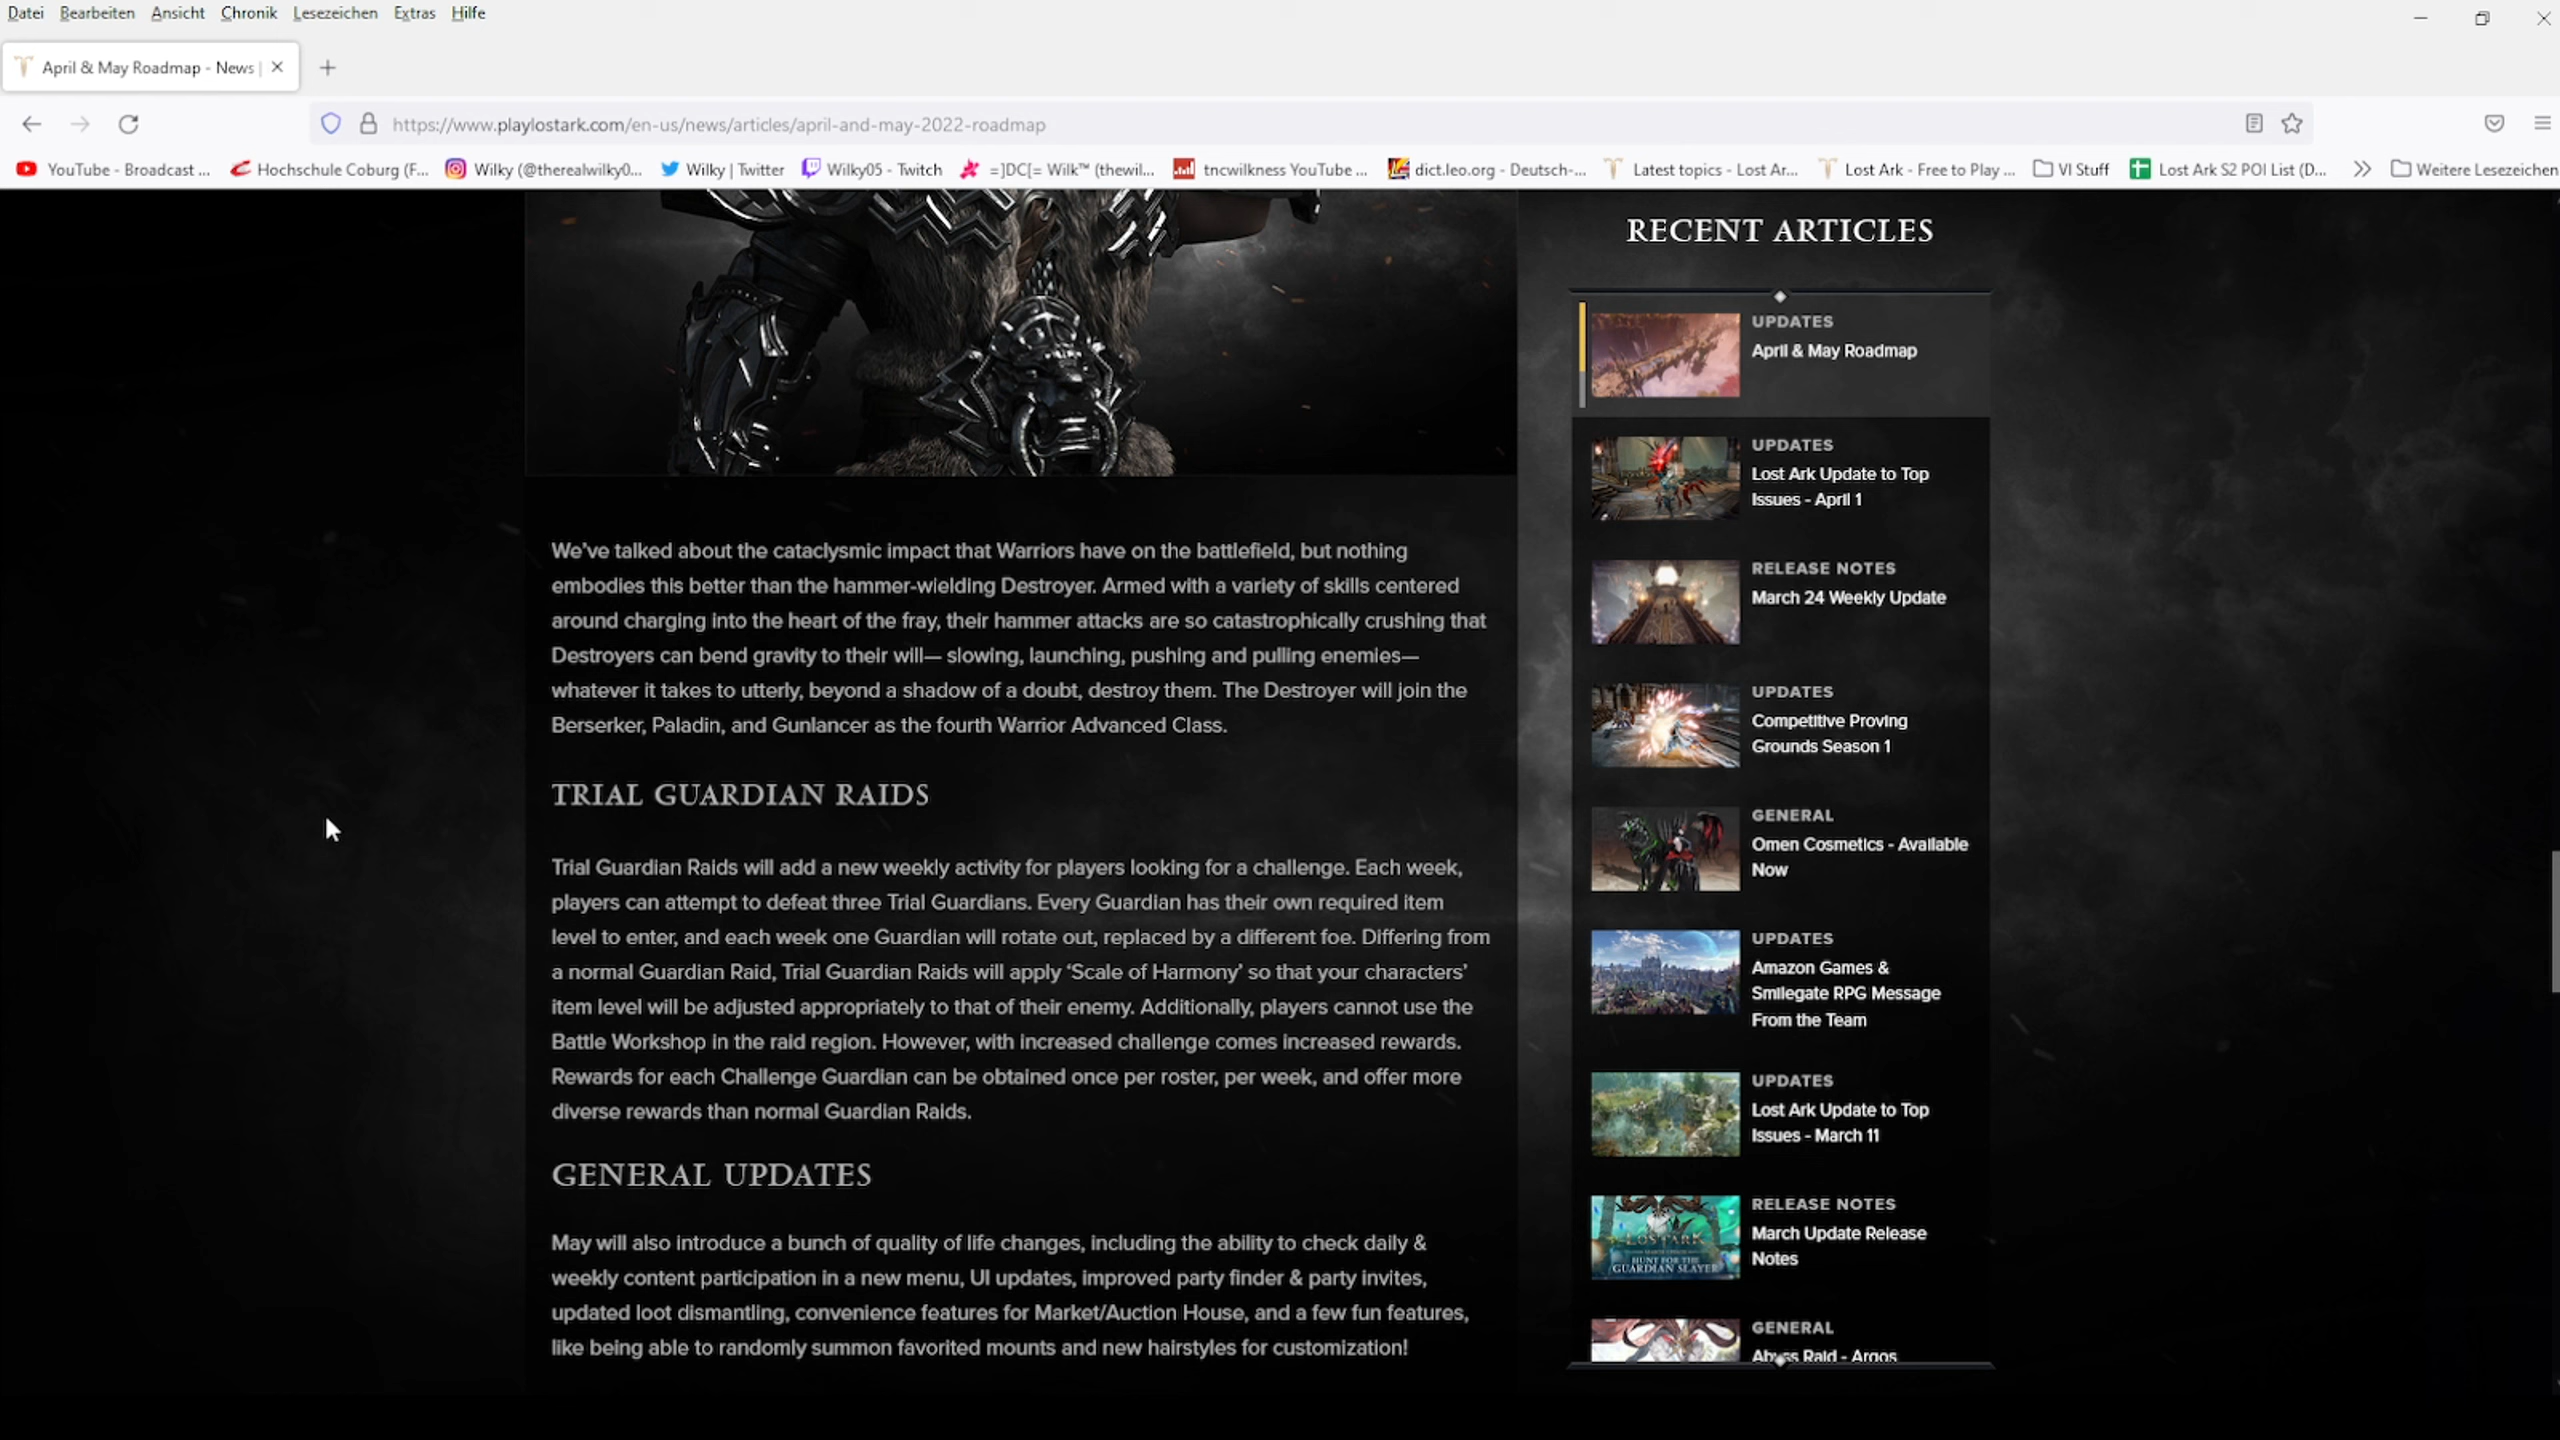 Datei Bearbeiten Ansicht Chronik Lesezeichen Extras Hilfe
April & May Roadmap - News |
https://www.playlostark.com/en-us/news/articles/april-and-may-2022-roadmap
YouTube - Broadcast ... Hochschule Coburg (F... Wilky (@therealwilky0... Wilky | Twitter Wilky05 - Twitch =]DC[= Wilk™ (thewil... tncwilkness YouTube ... dict.leo.org - Deutsch-... Latest topics - Lost Ar... Lost Ark - Free to Play ... VI Stuff Lost Ark S2 POI List (D... Weitere Lesezeichen
We've talked about the cataclysmic impact that Warriors have on the battlefield, but nothing
embodies this better than the hammer-wielding Destroyer. Armed with a variety of skills centered
around charging into the heart of the fray, their hammer attacks are so catastrophically crushing that
Destroyers can bend gravity to their will— slowing, launching, pushing and pulling enemies—
whatever it takes to utterly, beyond a shadow of a doubt, destroy them. The Destroyer will join the
Berserker, Paladin, and Gunlancer as the fourth Warrior Advanced Class.
TRIAL GUARDIAN RAIDS
Trial Guardian Raids will add a new weekly activity for players looking for a challenge. Each week,
players can attempt to defeat three Trial Guardians. Every Guardian has their own required item
level to enter, and each week one Guardian will rotate out, replaced by a different foe. Differing from
a normal Guardian Raid, Trial Guardian Raids will apply ‘Scale of Harmony’ so that your characters’
item level will be adjusted appropriately to that of their enemy. Additionally, players cannot use the
Battle Workshop in the raid region. However, with increased challenge comes increased rewards.
Rewards for each Challenge Guardian can be obtained once per roster, per week, and offer more
diverse rewards than normal Guardian Raids.
GENERAL UPDATES
May will also introduce a bunch of quality of life changes, including the ability to check daily &
weekly content participation in a new menu, UI updates, improved party finder & party invites,
updated loot dismantling, convenience features for Market/Auction House, and a few fun features,
like being able to randomly summon favorited mounts and new hairstyles for customization!
RECENT ARTICLES
UPDATES
April & May Roadmap
UPDATES
Lost Ark Update to Top
Issues - April 1
RELEASE NOTES
March 24 Weekly Update
UPDATES
Competitive Proving
Grounds Season 1
GENERAL
Omen Cosmetics - Available
Now
UPDATES
Amazon Games &
Smilegate RPG Message
From the Team
UPDATES
Lost Ark Update to Top
Issues - March 11
LOST ARK
HUNT FOR THE
GUARDIAN SLAYER
RELEASE NOTES
March Update Release
Notes
GENERAL
Abyss Raid - Argos